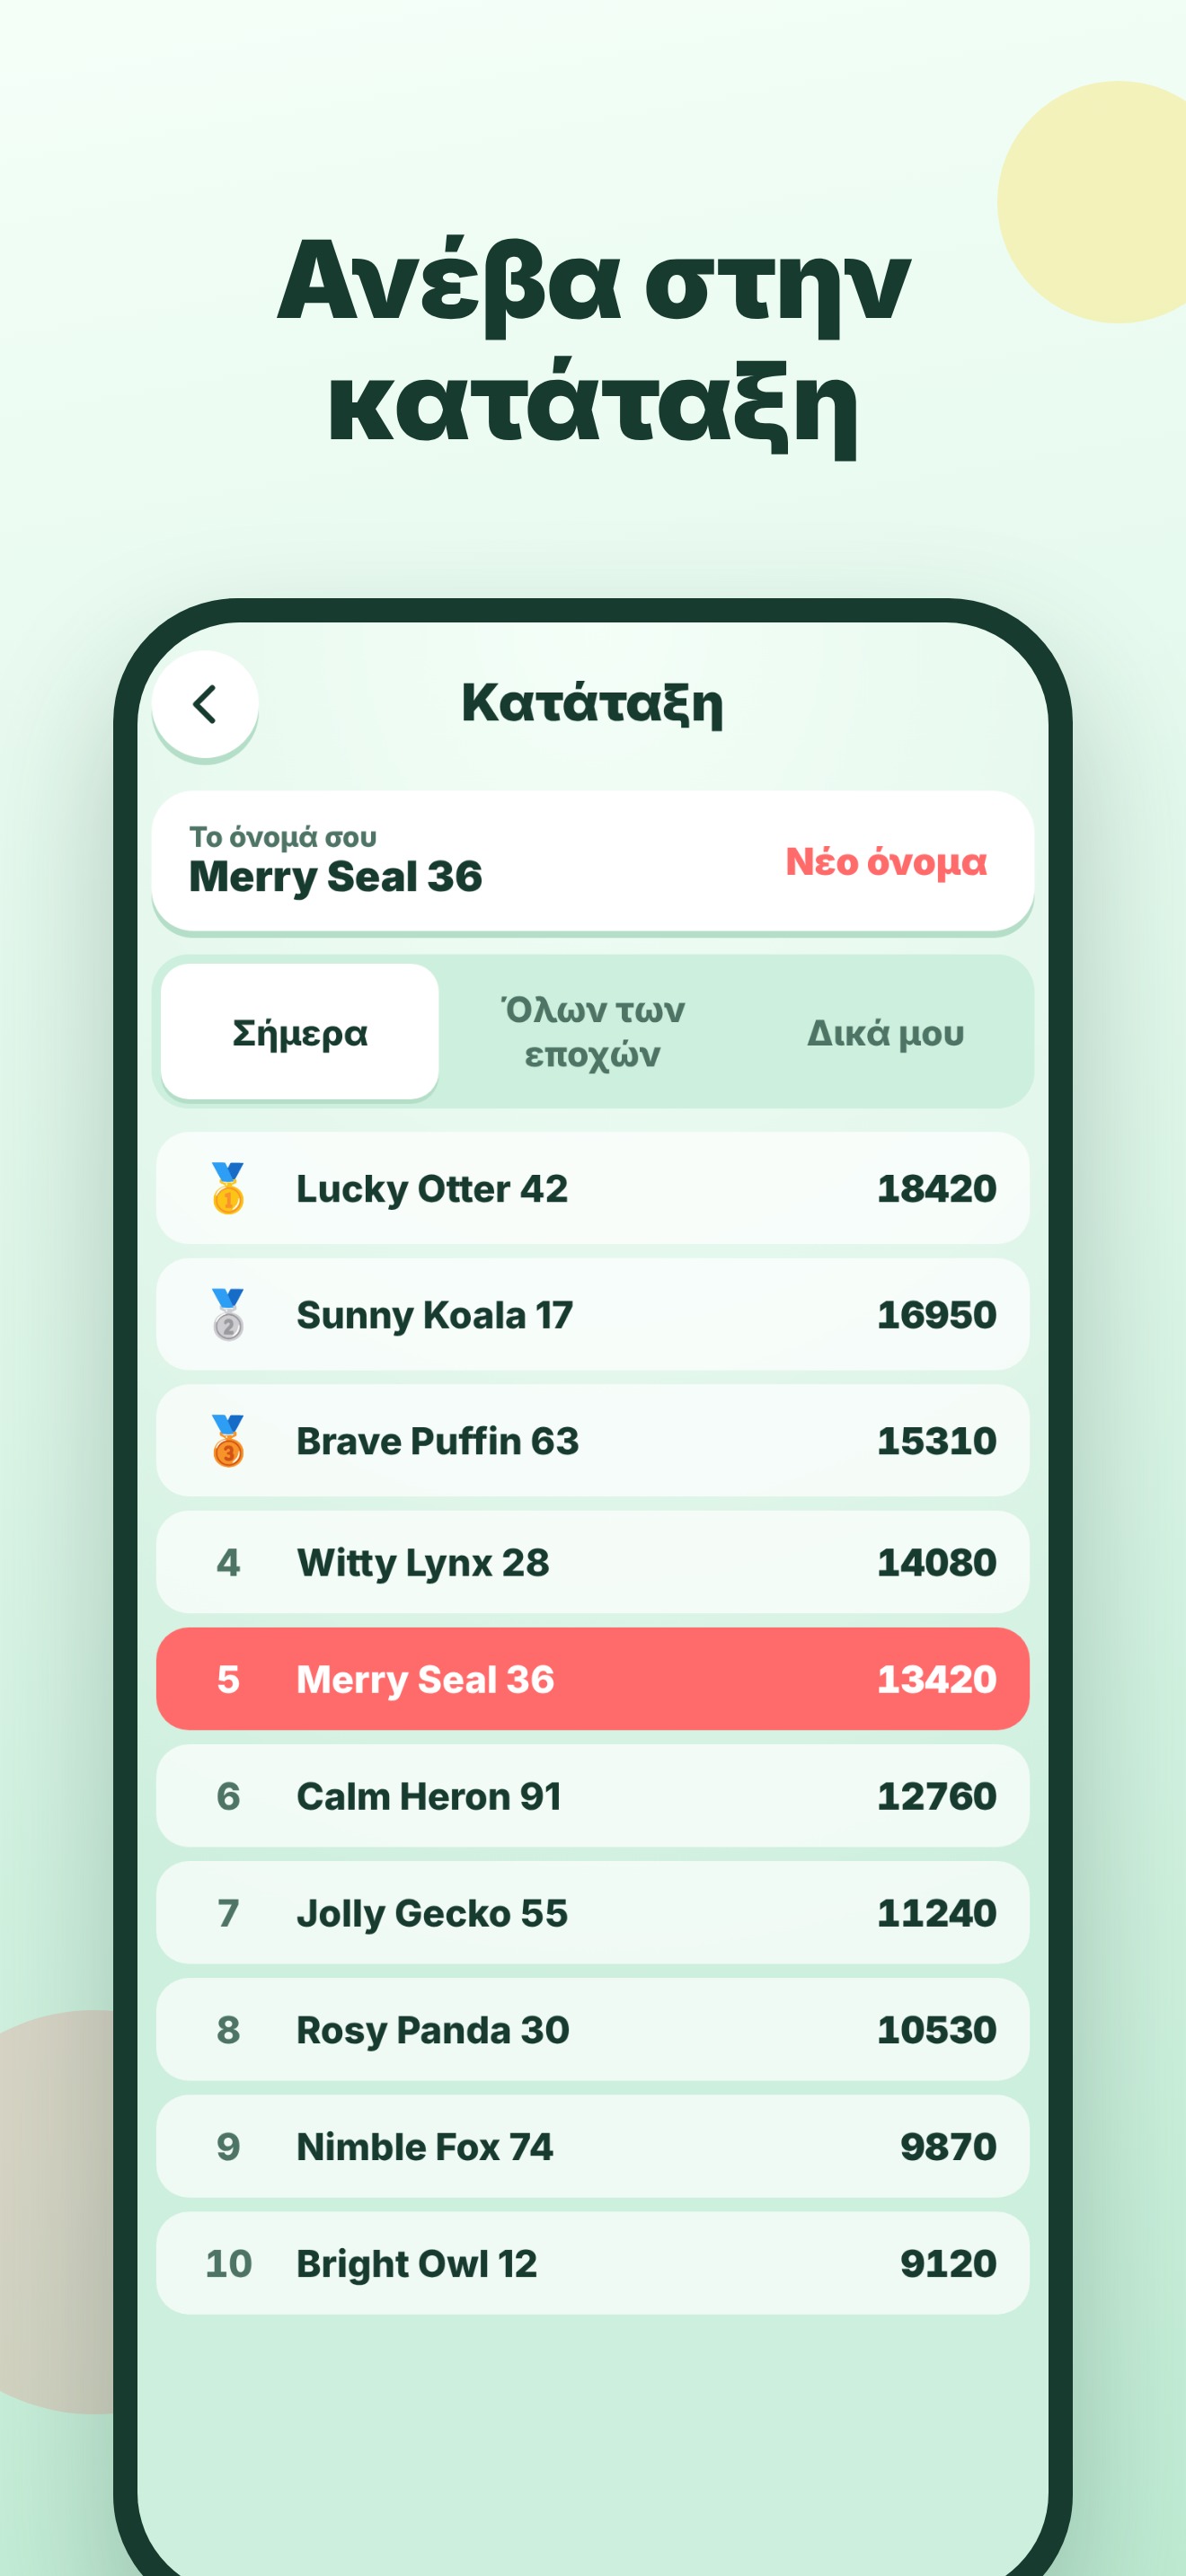 Ανέβα στην
κατάταξη
Κατάταξη
Το όνομά σου
Merry Seal 36
Νέο όνομα
Σήμερα
Όλων των
εποχών
Δικά μου
1 Lucky Otter 42 18420
2 Sunny Koala 17 16950
3 Brave Puffin 63 15310
4 Witty Lynx 28 14080
5 Merry Seal 36 13420
6 Calm Heron 91 12760
7 Jolly Gecko 55 11240
8 Rosy Panda 30 10530
9 Nimble Fox 74 9870
10 Bright Owl 12 9120